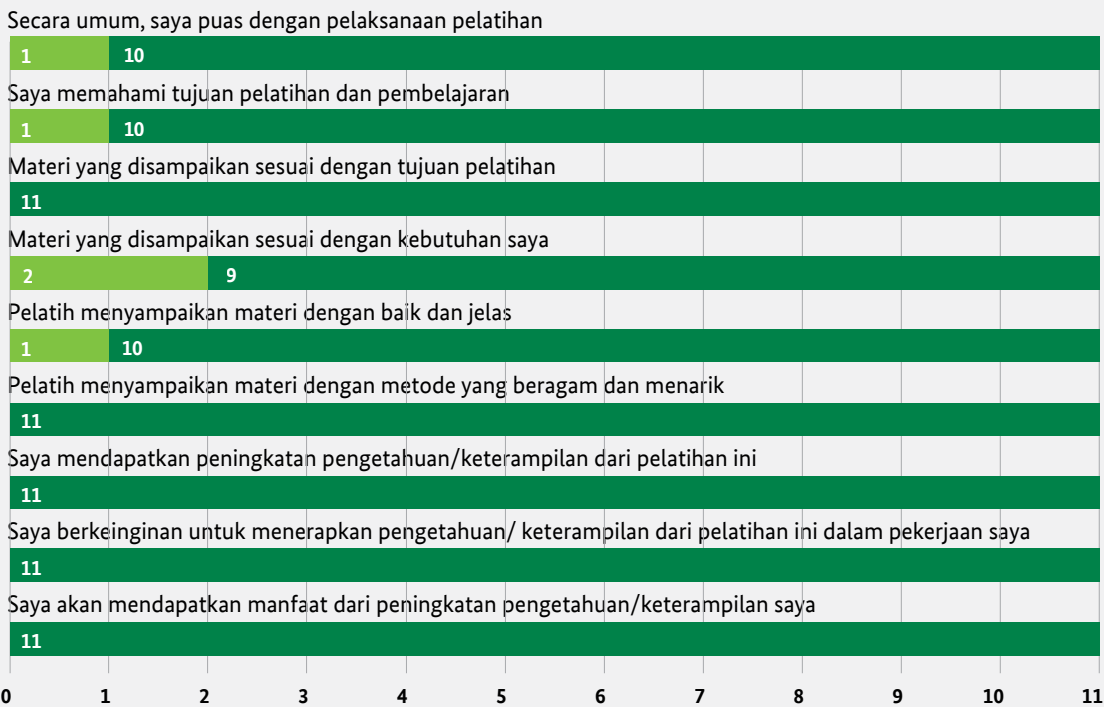 Secara umum, saya puas dengan pelaksanaan pelatihan
1 10
Saya memahami tujuan pelatihan dan pembelajaran
1 10
Materi yang disampaikan sesuai dengan tujuan pelatihan
11
Materi yang disampaikan sesuai dengan kebutuhan saya
2 9
Pelatih menyampaikan materi dengan baik dan jelas
1 10
Pelatih menyampaikan materi dengan metode yang beragam dan menarik
11
Saya mendapatkan peningkatan pengetahuan/keterampilan dari pelatihan ini
11
Saya berkeinginan untuk menerapkan pengetahuan/ keterampilan dari pelatihan ini dalam pekerjaan saya
11
Saya akan mendapatkan manfaat dari peningkatan pengetahuan/keterampilan saya
11
0 1 2 3 4 5 6 7 8 9 10 11